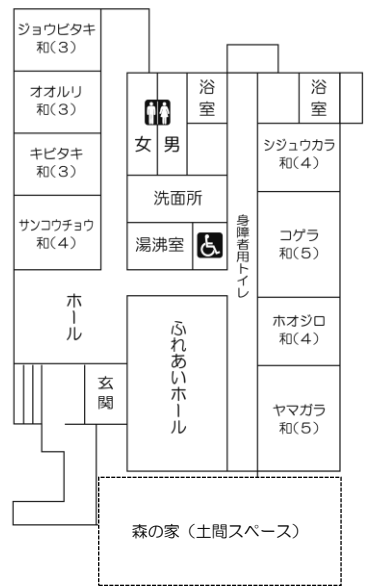 ジョウビタキ
和(3)
オオルリ
和(3)
キビタキ
和(3)
サンコウチョウ
和(4)
ホール
玄関
女
男
浴室
洗面所
湯沸室
身障者用トイレ
ふれあいホール
浴室
シジュウカラ
和(4)
コゲラ
和(5)
ホオジロ
和(4)
ヤマガラ
和(5)
森の家（土間スペース）